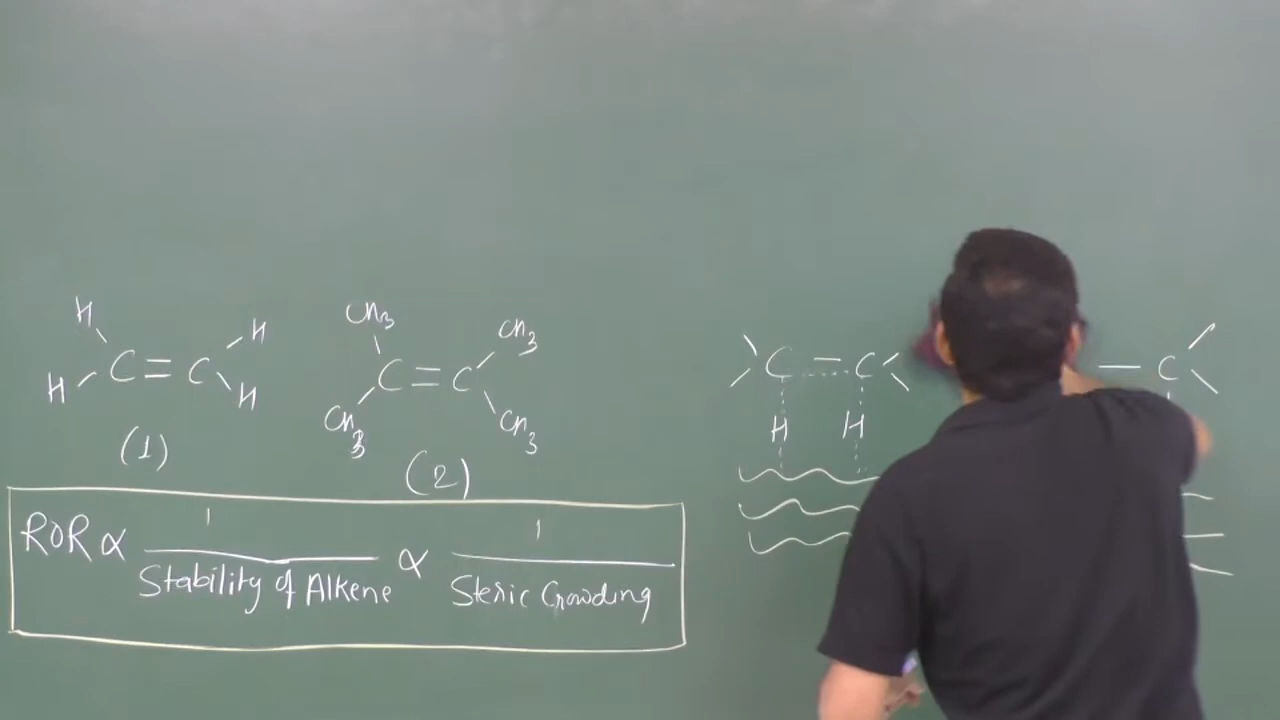 H H
C = C
H H
(1)
CH3 CH3
C = C
CH3 CH3
(2)
ROR ∝ 1 / Stability of Alkene ∝ 1 / Steric Crowding
C C
H H
C